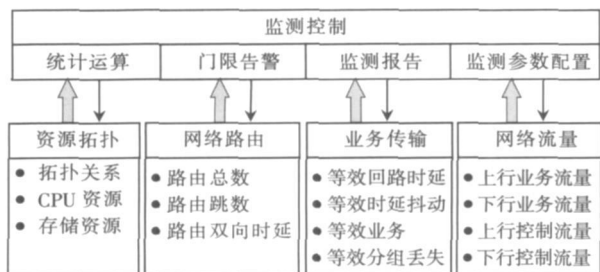 监测控制
统计运算 门限告警 监测报告 监测参数配置
资源拓扑 网络路由 业务传输 网络流量
● 拓扑关系
● CPU 资源
● 存储资源
● 路由总数
● 路由跳数
● 路由双向时延
● 等效回路时延
● 等效时延抖动
● 等效业务
● 等效分组丢失
● 上行业务流量
● 下行业务流量
● 上行控制流量
● 下行控制流量